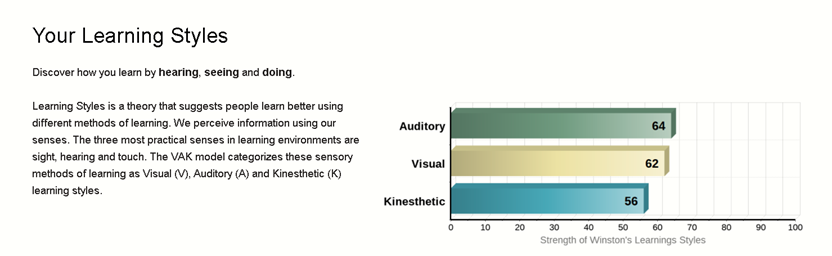 Your Learning Styles
Discover how you learn by hearing, seeing and doing.
Learning Styles is a theory that suggests people learn better using
different methods of learning. We perceive information using our
senses. The three most practical senses in learning environments are
sight, hearing and touch. The VAK model categorizes these sensory
methods of learning as Visual (V), Auditory (A) and Kinesthetic (K)
learning styles.
Auditory 64
Visual 62
Kinesthetic 56
0 10 20 30 40 50 60 70 80 90 100
Strength of Winston's Learnings Styles